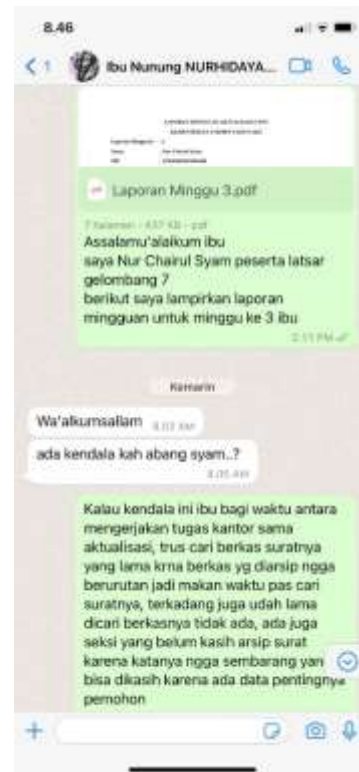 8.46
1 Ibu Nunung NURHIDAYA...
Laporan Minggu 3.pdf
Assalamu'alaikum ibu
saya Nur Chairul Syam peserta latsar
gelombang 7
berikut saya lampirkan laporan
mingguan untuk minggu ke 3 ibu
Kemarin
Wa'alkumsallam
ada kendala kah abang syam..?
Kalau kendala ini ibu bagi waktu antara
mengerjakan tugas kantor sama
aktualisasi, trus cari berkas suratnya
yang lama krna berkas yg diarsip ngga
berurutan jadi makan waktu pas cari
suratnya, terkadang juga udah lama
dicari berkasnya tidak ada, ada juga
seksi yang belum kasih arsip surat
karena katanya ngga sembarang yan
bisa dikasih karena ada data pentingnya
pemohon